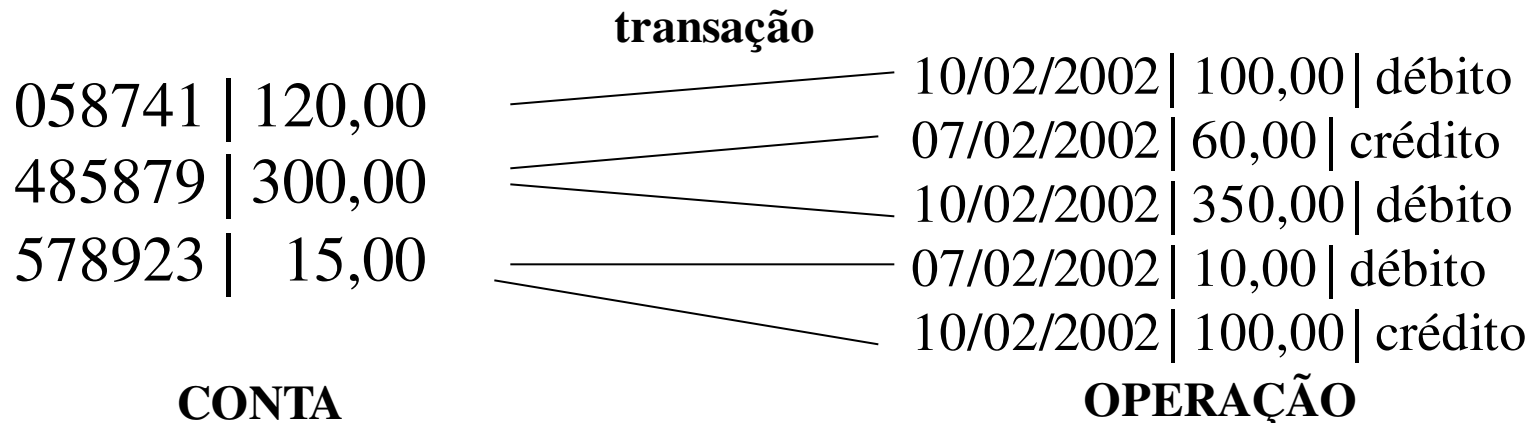 transação
058741 | 120,00
485879 | 300,00
578923 | 15,00
10/02/2002 | 100,00 | débito
07/02/2002 | 60,00 | crédito
10/02/2002 | 350,00 | débito
07/02/2002 | 10,00 | débito
10/02/2002 | 100,00 | crédito
CONTA
OPERAÇÃO